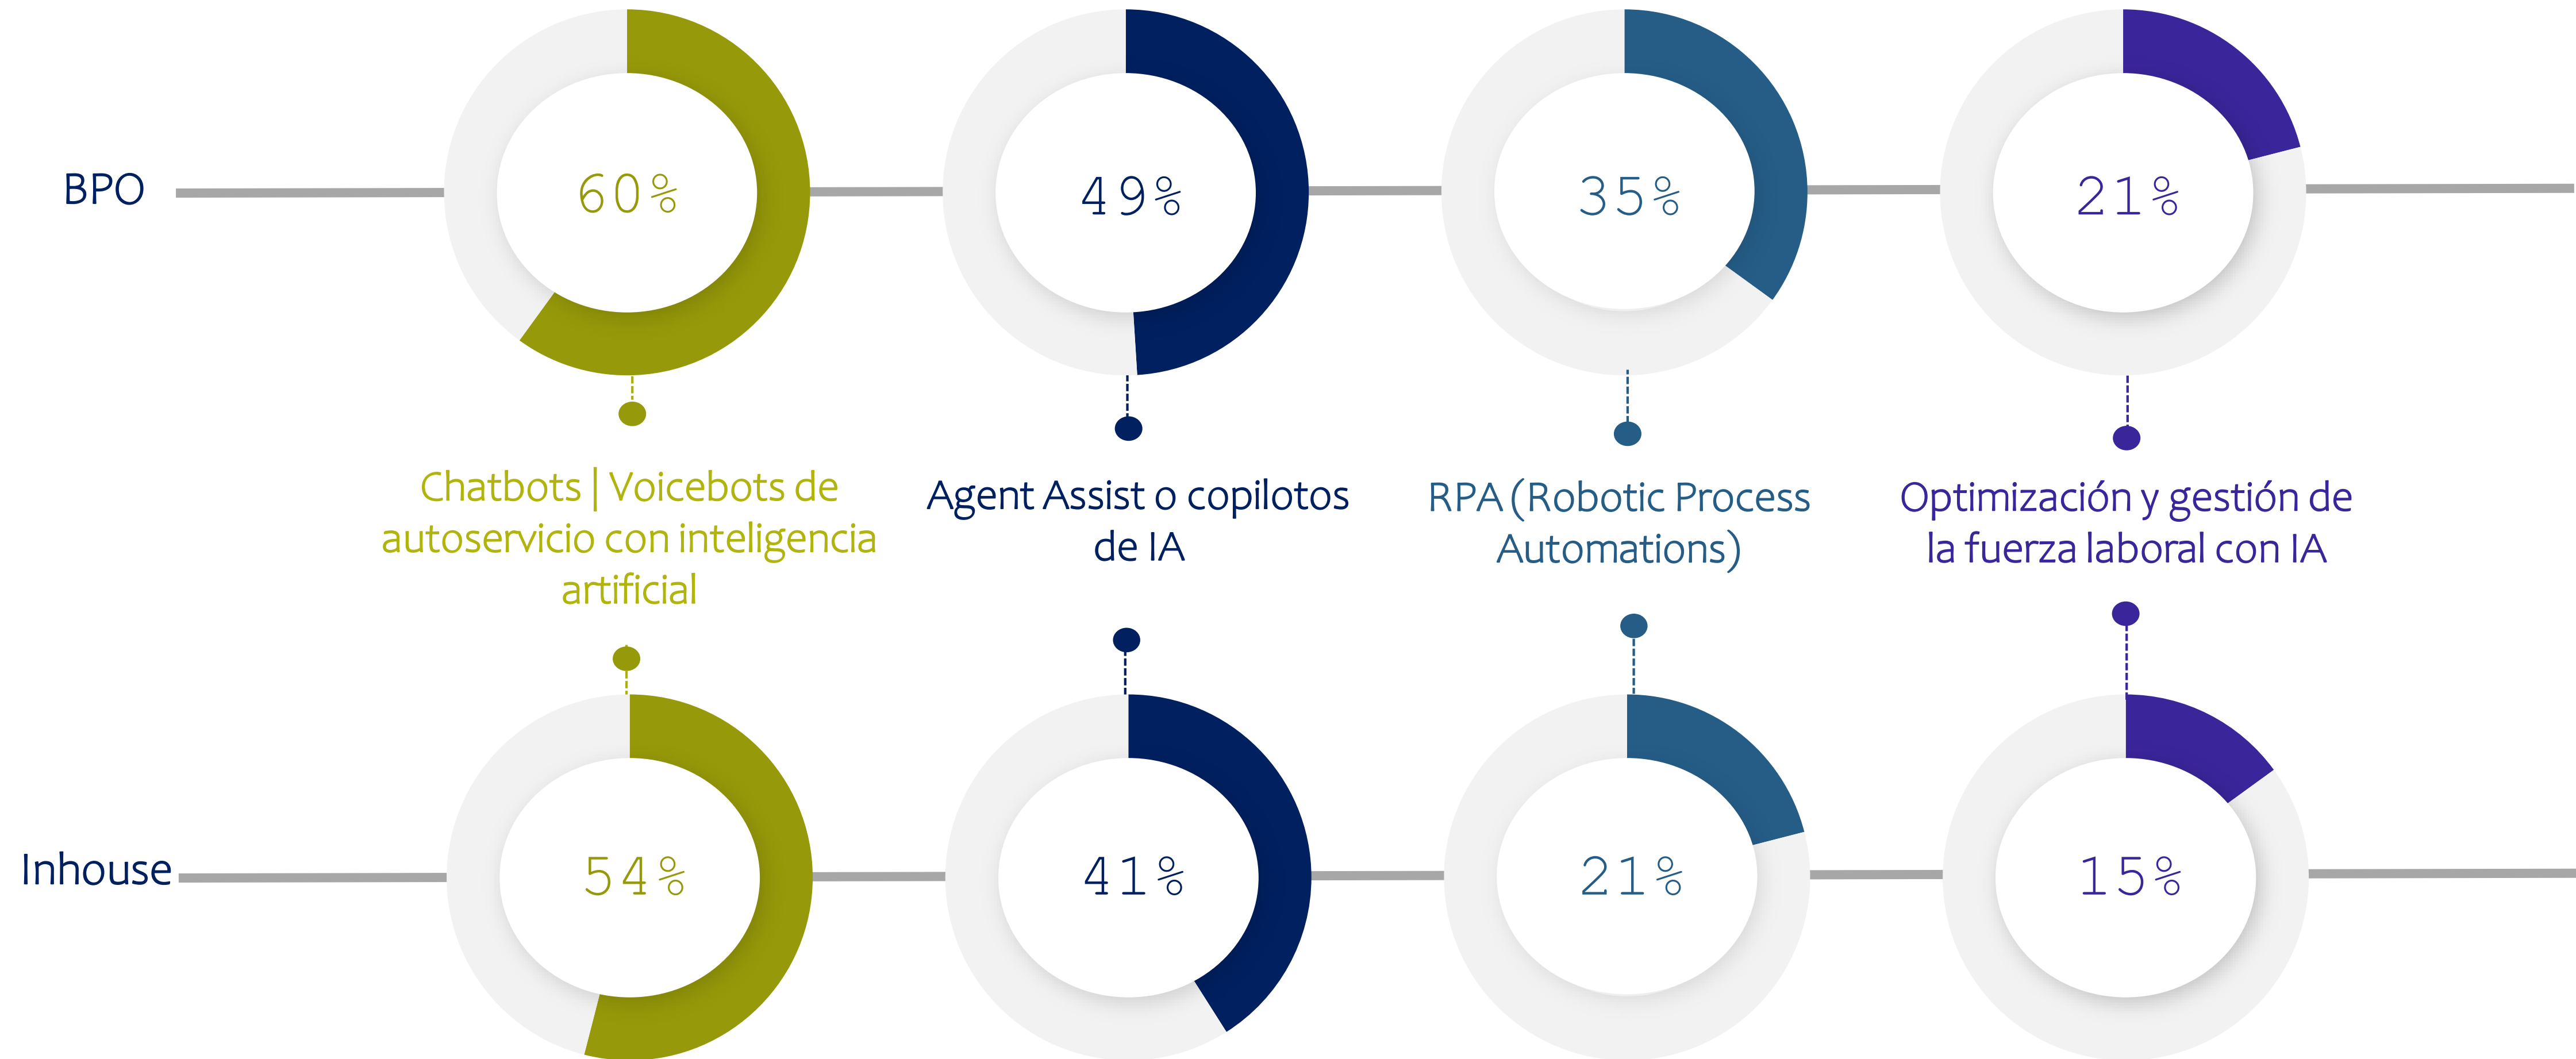 BPO
60%
49%
35%
21%
Chatbots | Voicebots de
autoservicio con inteligencia
artificial
Agent Assist o copilotos
de IA
RPA (Robotic Process
Automations)
Optimización y gestión de
la fuerza laboral con IA
Inhouse
54%
41%
21%
15%